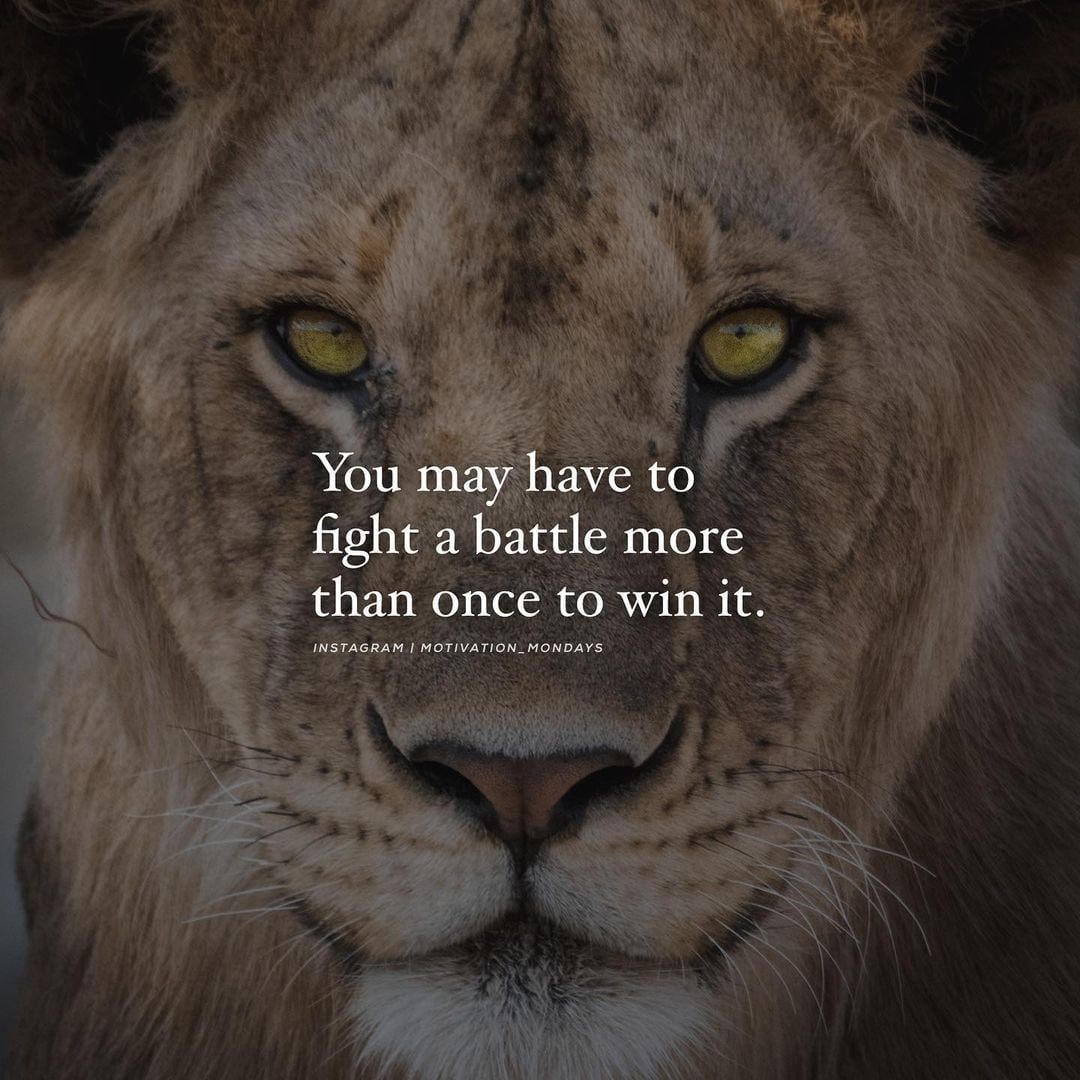 You may have to
fight a battle more
than once to win it.
INSTAGRAM | MOTIVATION_MONDAYS